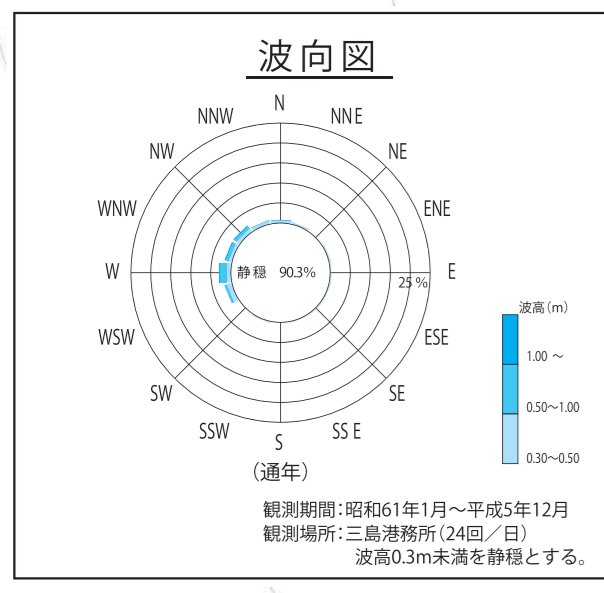 波向図
N
NNW
NNE
NW
NE
WNW
ENE
W
静穏 90.3%
E
25%
波高(m)
WSW
ESE
1.00 ～
SW
SE
0.50～1.00
SSW
SSE
S
0.30～0.50
(通年)
観測期間:昭和61年1月～平成5年12月
観測場所:三島港務所(24回／日)
波高0.3m未満を静穏とする。